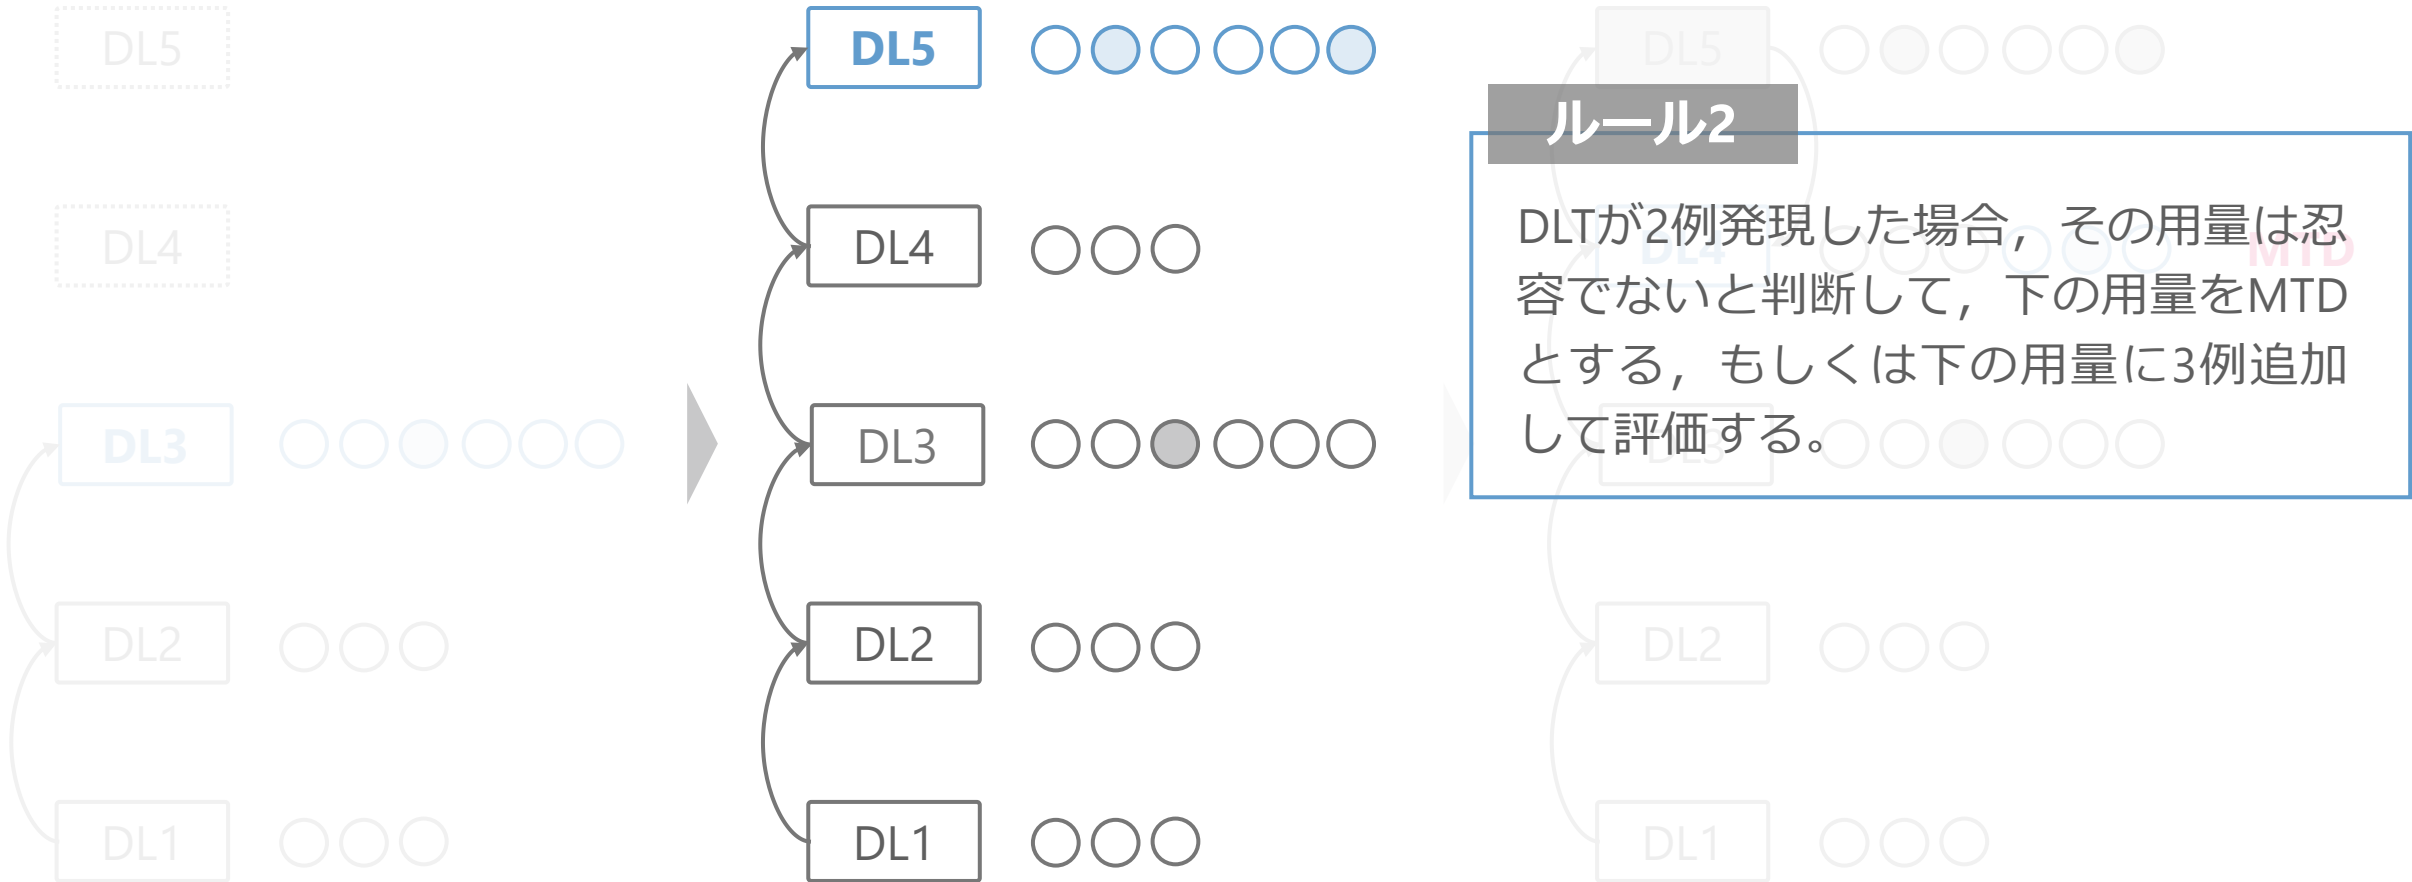 DL5
DL4
DL3
DL2
DL1
DL5
DL4
DL3
DL2
DL1
DL5
DL4
MTD
DL3
DL2
DL1
ルール2
DLTが2例発現した場合，その用量は忍
容でないと判断して，下の用量をMTD
とする，もしくは下の用量に3例追加
して評価する。